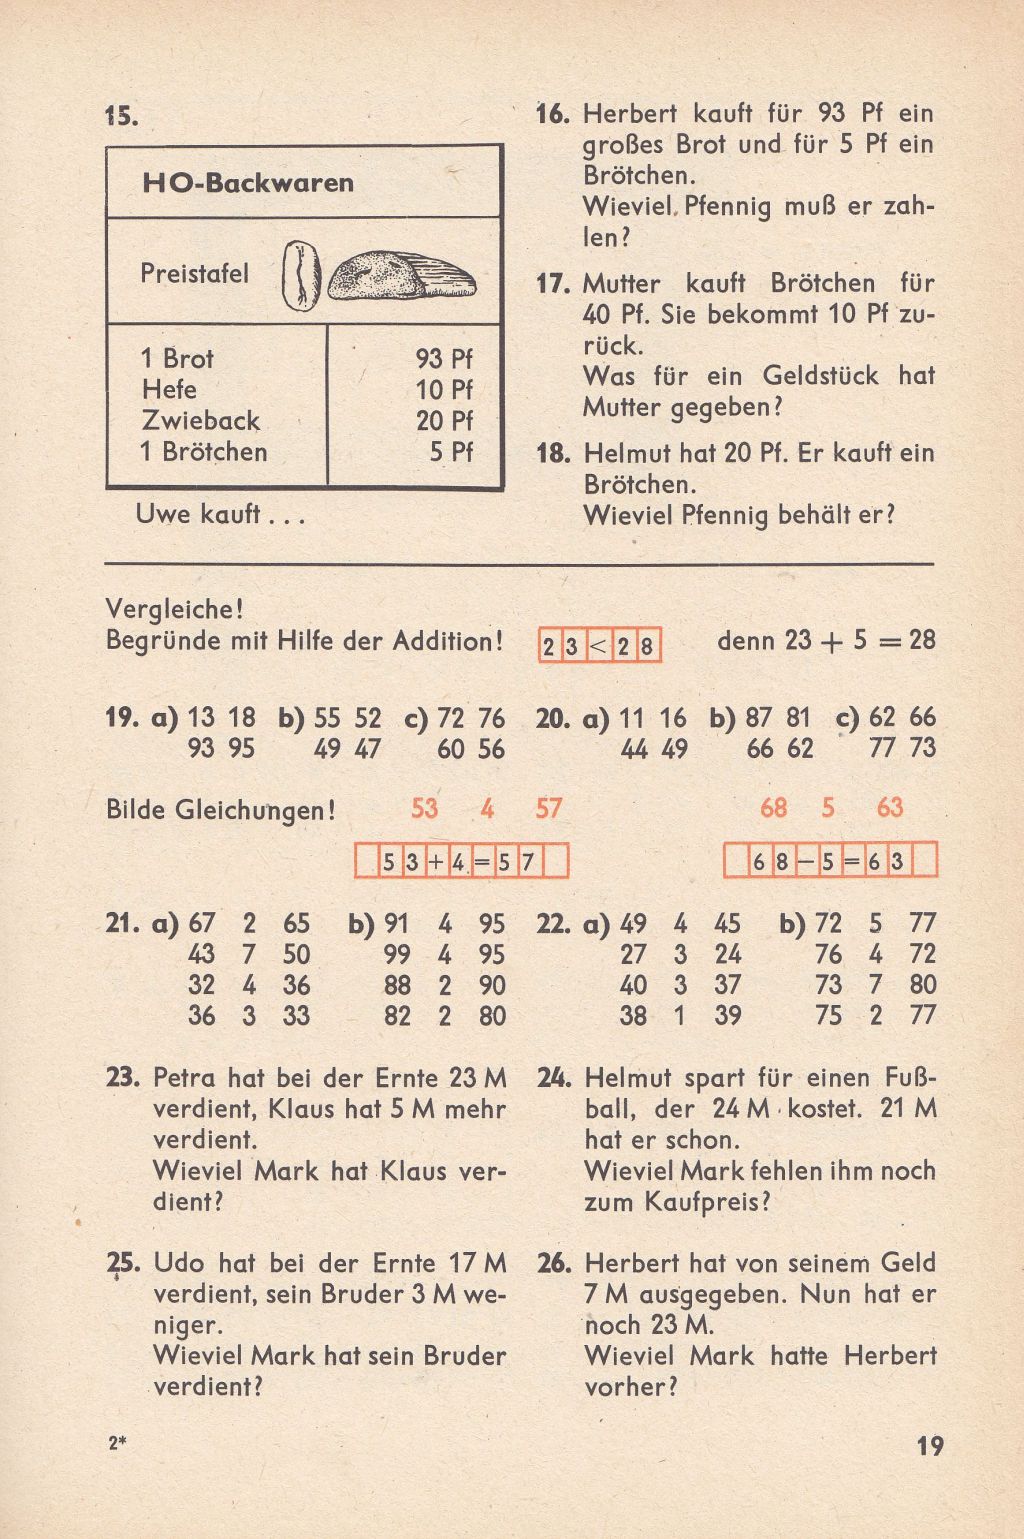 15.
HO-Backwaren
Preistafel
1 Brot 93 Pf
Hefe 10 Pf
Zwieback 20 Pf
1 Brötchen 5 Pf
Uwe kauft . . .
16. Herbert kauft für 93 Pf ein
großes Brot und für 5 Pf ein
Brötchen.
Wieviel Pfennig muß er zah-
len?
17. Mutter kauft Brötchen für
40 Pf. Sie bekommt 10 Pf zu-
rück.
Was für ein Geldstück hat
Mutter gegeben?
18. Helmut hat 20 Pf. Er kauft ein
Brötchen.
Wieviel Pfennig behält er?
Vergleiche!
Begründe mit Hilfe der Addition! 23<28 denn 23 + 5 = 28
19. a) 13 18 b) 55 52 c) 72 76
93 95 49 47 60 56
20. a) 11 16 b) 87 81 c) 62 66
44 49 66 62 77 73
Bilde Gleichungen! 53 4 57 68 5 63
53+4=57 68−5=63
21. a) 67 2 65 b) 91 4 95
43 7 50 99 4 95
32 4 36 88 2 90
36 3 33 82 2 80
22. a) 49 4 45 b) 72 5 77
27 3 24 76 4 72
40 3 37 73 7 80
38 1 39 75 2 77
23. Petra hat bei der Ernte 23 M
verdient, Klaus hat 5 M mehr
verdient.
Wieviel Mark hat Klaus ver-
dient?
24. Helmut spart für einen Fuß-
ball, der 24 M kostet. 21 M
hat er schon.
Wieviel Mark fehlen ihm noch
zum Kaufpreis?
25. Udo hat bei der Ernte 17 M
verdient, sein Bruder 3 M we-
niger.
Wieviel Mark hat sein Bruder
verdient?
26. Herbert hat von seinem Geld
7 M ausgegeben. Nun hat er
noch 23 M.
Wieviel Mark hatte Herbert
vorher?
2*
19